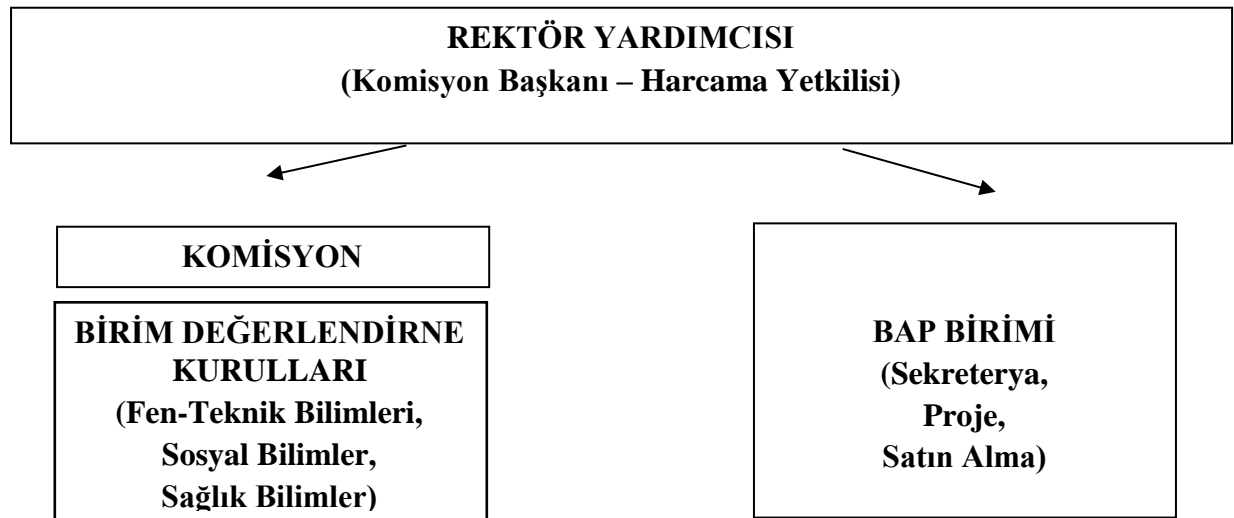 REKTÖR YARDIMCISI
(Komisyon Başkanı – Harcama Yetkilisi)
KOMİSYON
BİRİM DEĞERLENDİRNE
KURULLARI
(Fen-Teknik Bilimleri,
Sosyal Bilimler,
Sağlık Bilimler)
BAP BİRİMİ
(Sekreterya,
Proje,
Satın Alma)